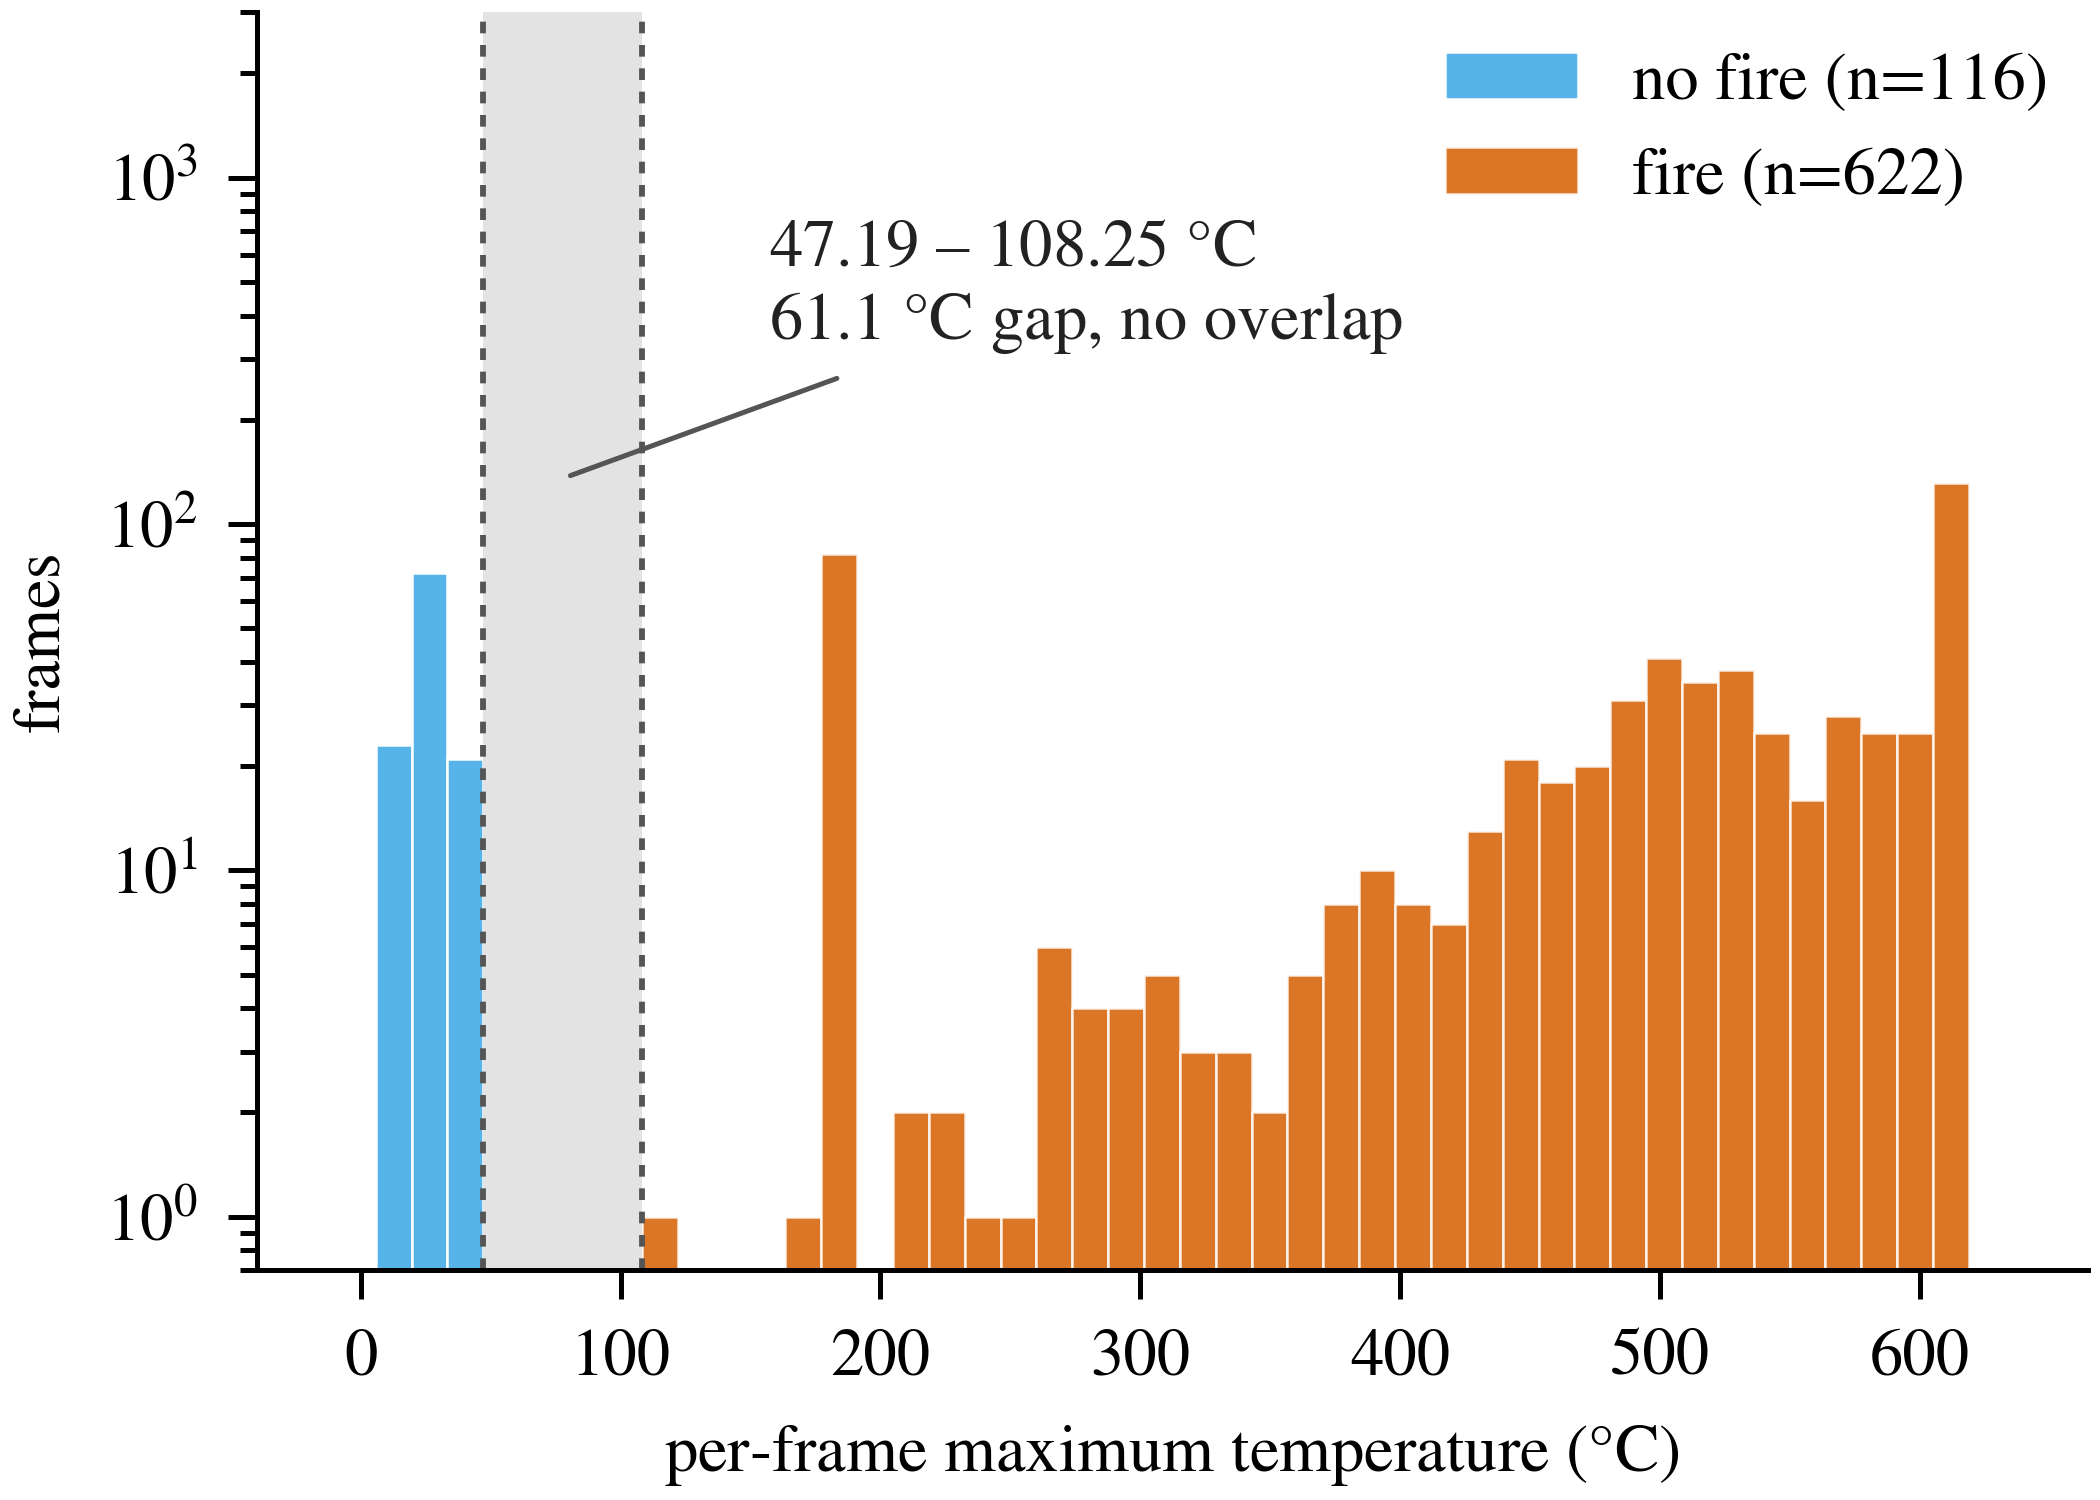 no fire (n=116)
fire (n=622)
47.19 – 108.25 °C
61.1 °C gap, no overlap
frames
10³
10²
10¹
10⁰
0 100 200 300 400 500 600
per-frame maximum temperature (°C)